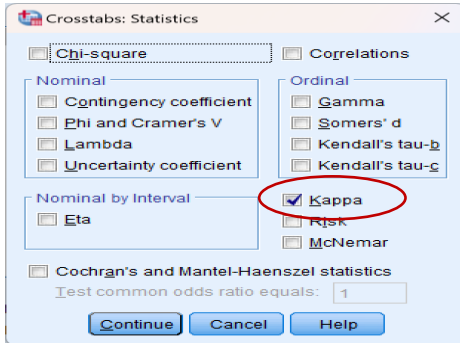 Crosstabs: Statistics
Chi-square
Correlations
Nominal
Contingency coefficient
Phi and Cramer's V
Lambda
Uncertainty coefficient
Ordinal
Gamma
Somers' d
Kendall's tau-b
Kendall's tau-c
Nominal by Interval
Eta
Kappa
Risk
McNemar
Cochran's and Mantel-Haenszel statistics
Test common odds ratio equals: 1
Continue Cancel Help